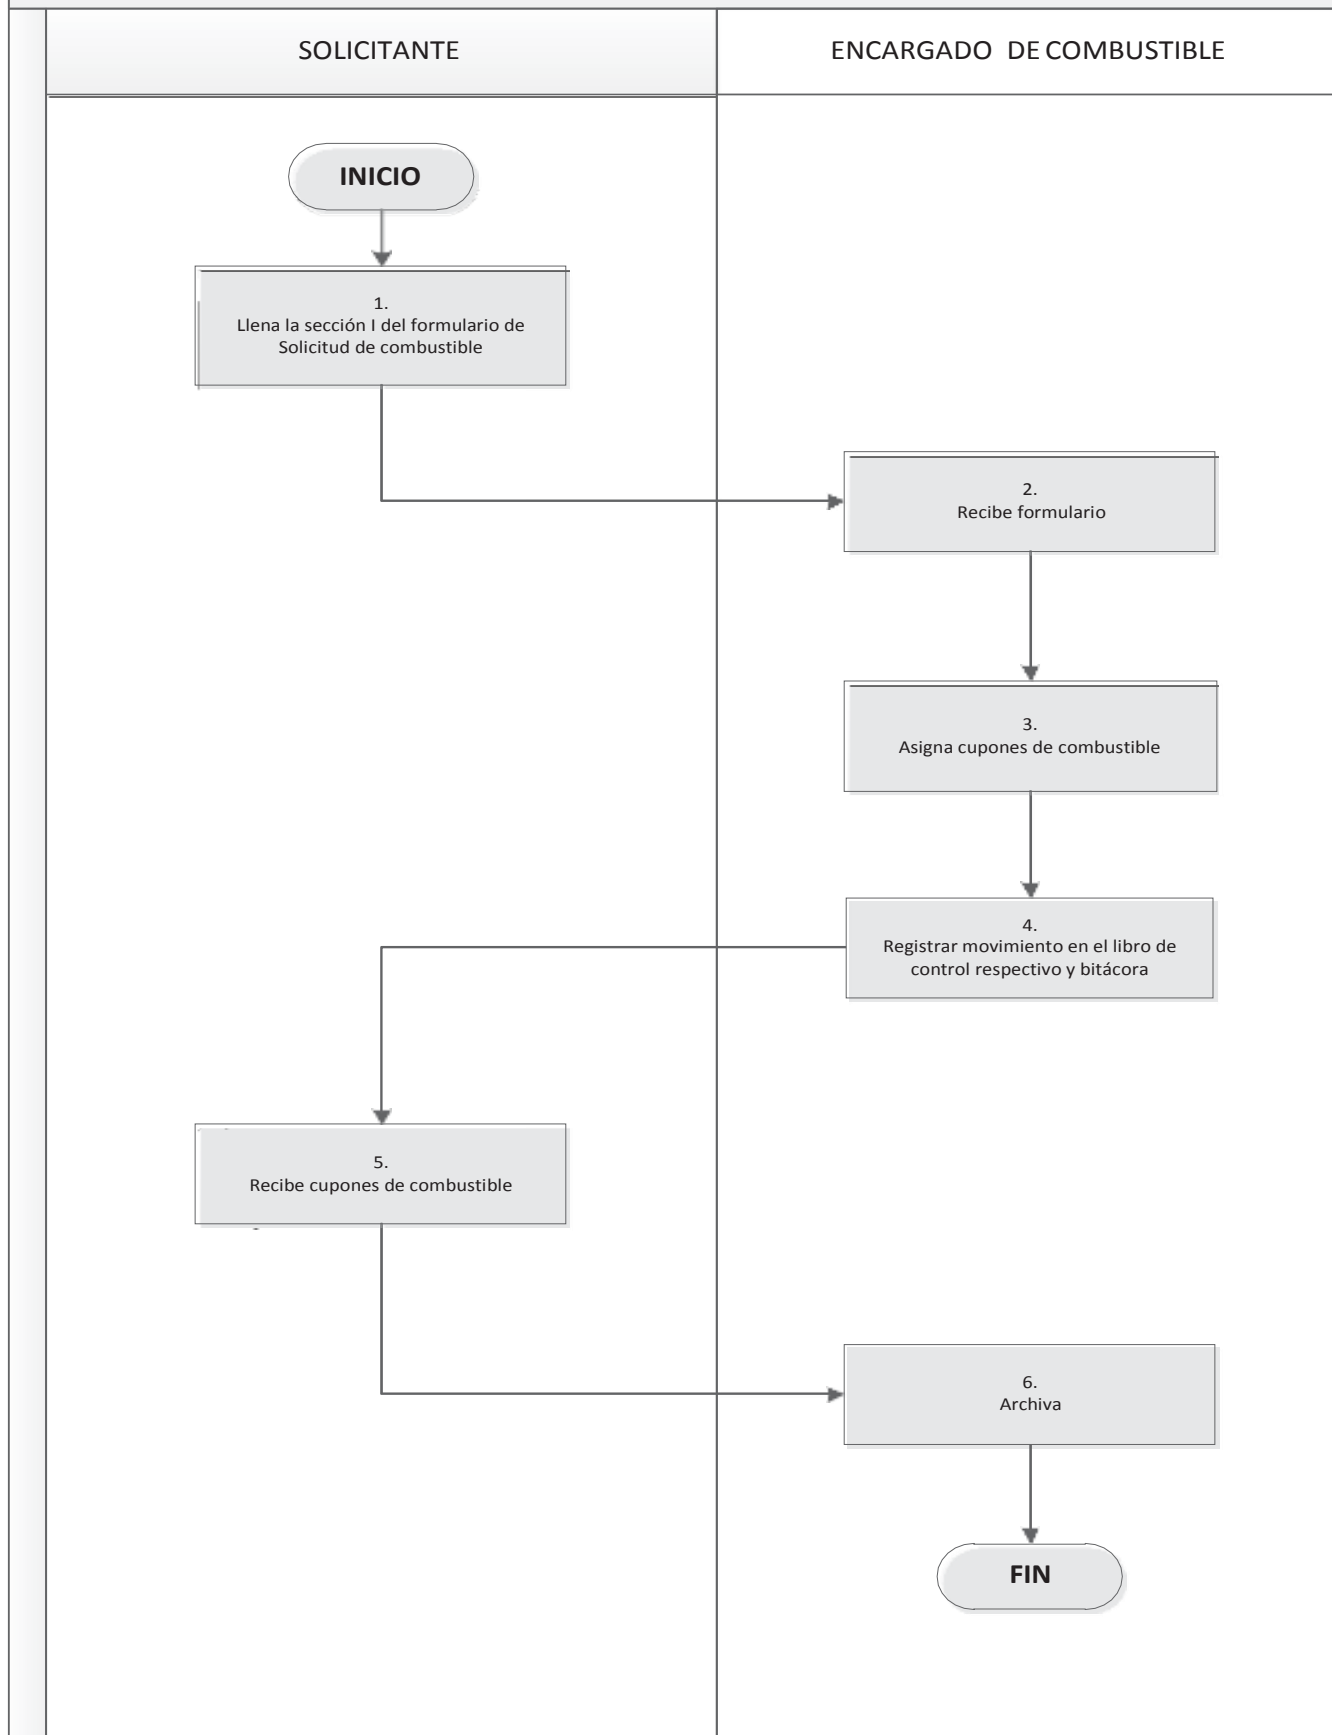 SOLICITANTE
ENCARGADO DE COMBUSTIBLE
INICIO
1.
Llena la sección I del formulario de
Solicitud de combustible
2.
Recibe formulario
3.
Asigna cupones de combustible
4.
Registrar movimiento en el libro de
control respectivo y bitácora
5.
Recibe cupones de combustible
6.
Archiva
FIN